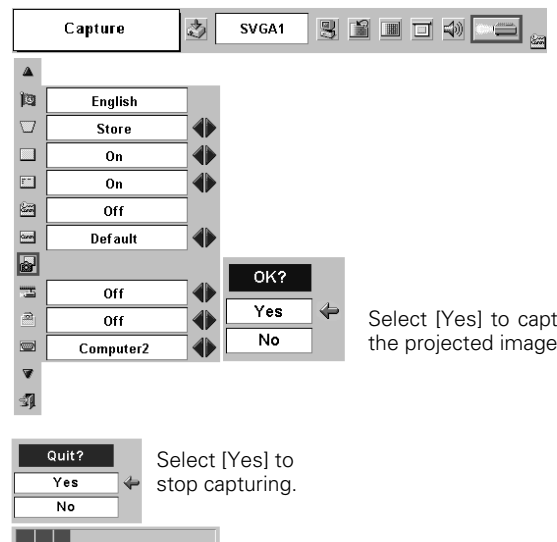 Capture
SVGA1
English
Store
On
On
Off
Default
OK?
Yes
No
Off
Off
Computer2
Select [Yes] to capt
the projected image
Quit?
Yes
No
Select [Yes] to
stop capturing.